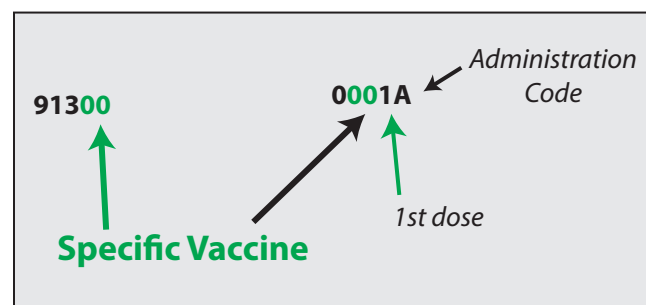 Administration
Code
91300
0001A
1st dose
Specific Vaccine